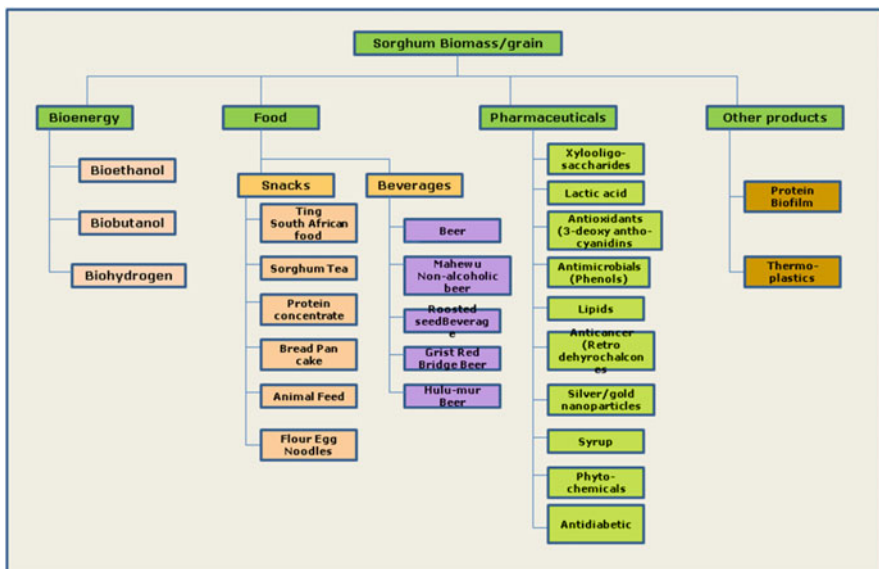 Sorghum Biomass/grain
Bioenergy
Food
Pharmaceuticals
Other products
Bioethanol
Biobutanol
Biohydrogen
Snacks
Ting
South African
food
Sorghum Tea
Protein
concentrate
Bread Pan
cake
Animal Feed
Flour Egg
Noodles
Beverages
Beer
Mahewu
Non-alcoholic
beer
Roosted
seedBeverag
e
Grist Red
Bridge Beer
Hulu-mur
Beer
Xylooligo-
saccharides
Lactic acid
Antioxidants
(3-deoxy antho-
cyanidins
Antimicrobials
(Phenols)
Lipids
Anticancer
(Retro
dehyrochalcon
es
Silver/gold
nanoparticles
Syrup
Phyto-
chemicals
Antidiabetic
Protein
Biofilm
Thermo-
plastics